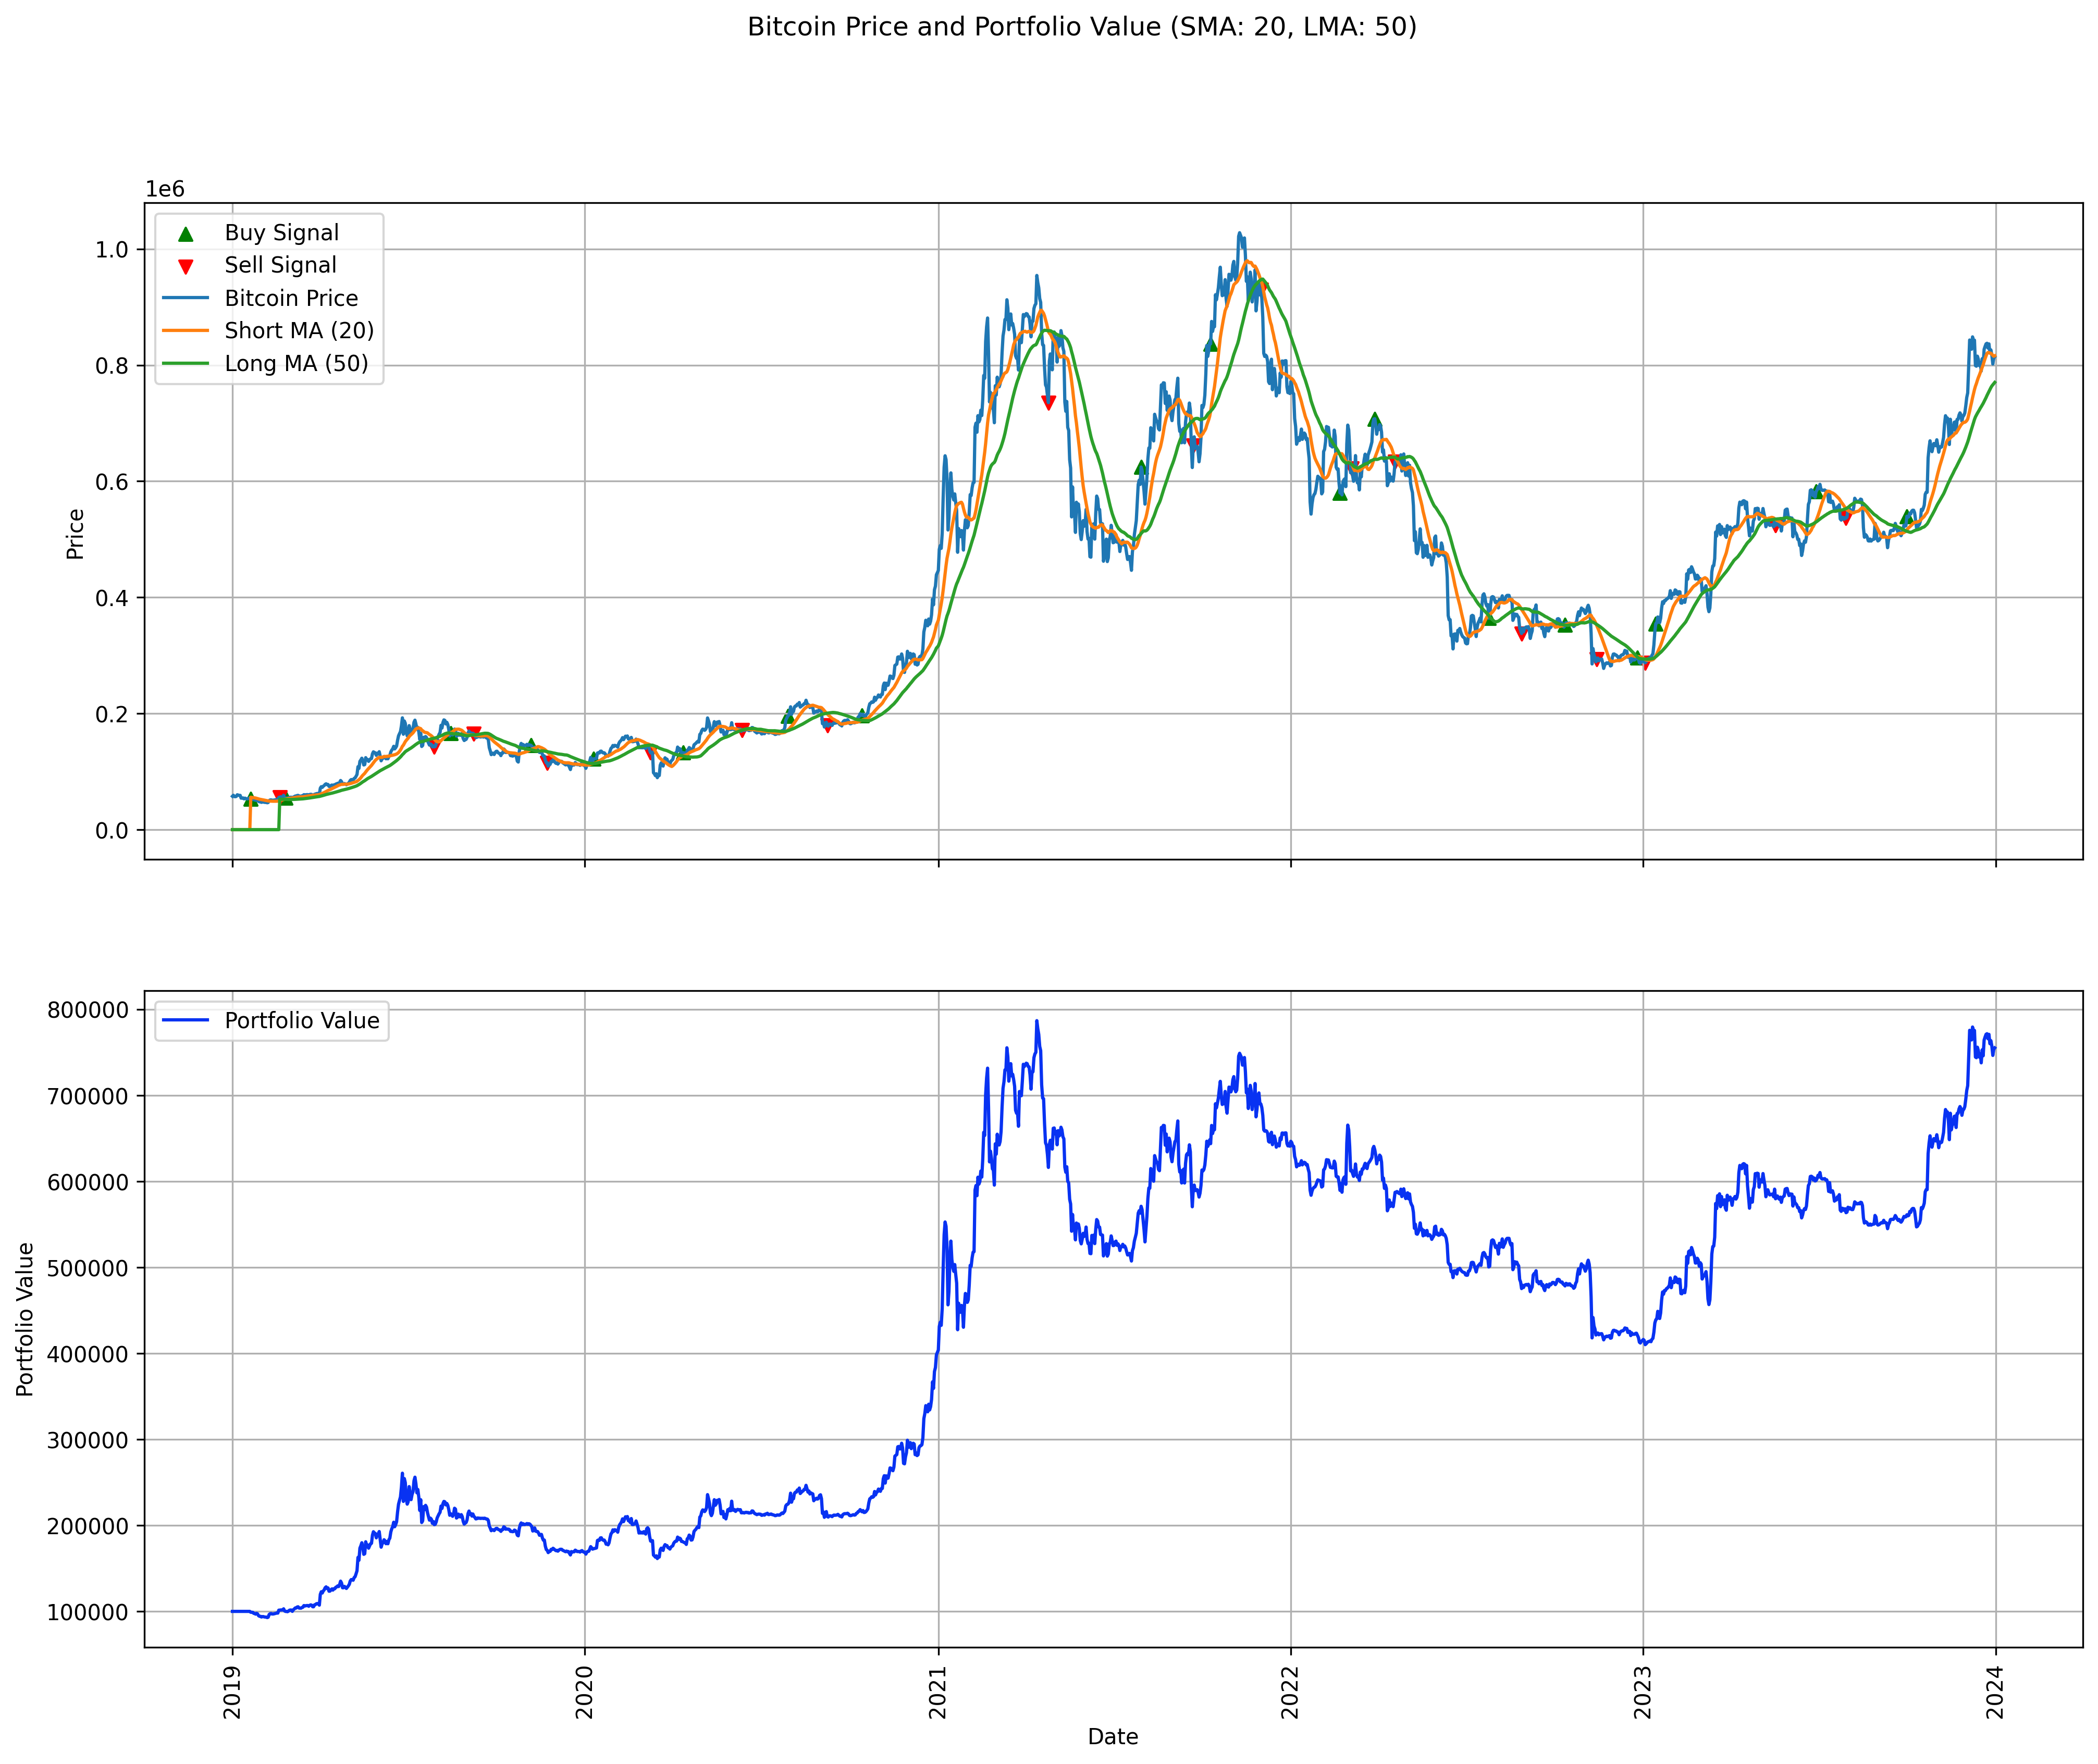 Bitcoin Price and Portfolio Value (SMA: 20, LMA: 50)
1e6
Buy Signal
Sell Signal
Bitcoin Price
Short MA (20)
Long MA (50)
1.0
0.8
0.6
0.4
0.2
0.0
Price
Portfolio Value
800000
700000
600000
500000
400000
300000
200000
100000
Portfolio Value
2019
2020
2021
2022
2023
2024
Date